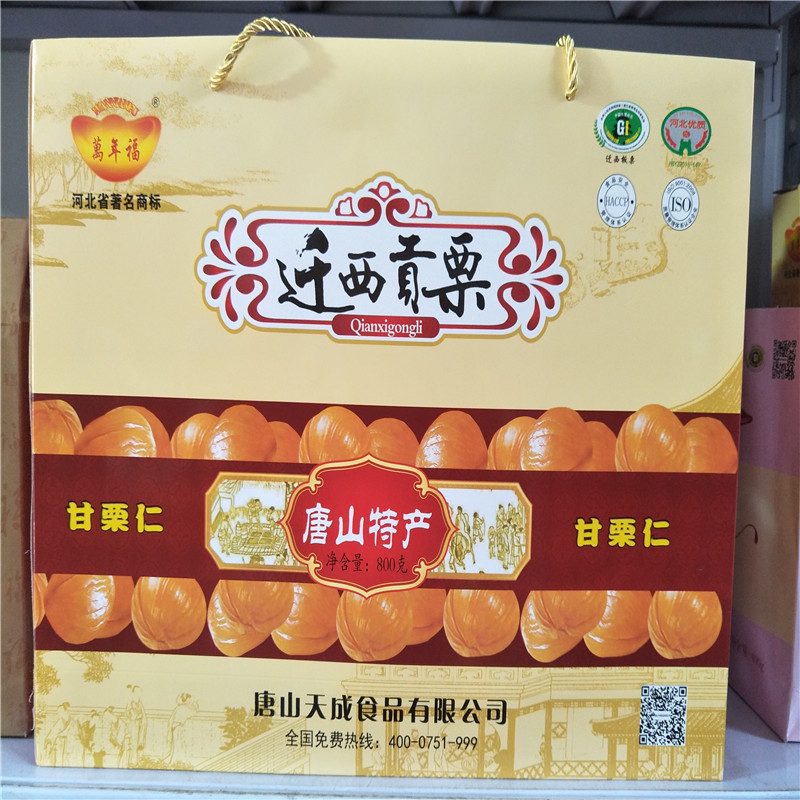 萬年福
®
河北省著名商标
GI
迁西板栗
河北优质
HACCP
ISO
迁西貢栗
Qianxigongli
甘栗仁
唐山特产
净含量：800克
甘栗仁
唐山天成食品有限公司
全国免费热线：400-0751-999